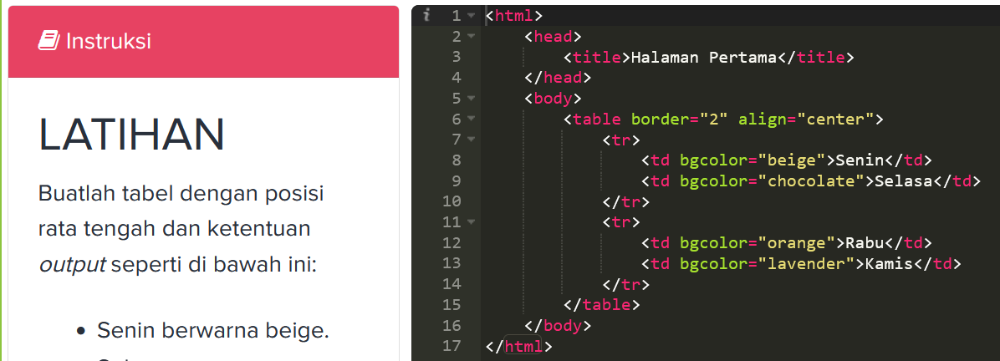 Instruksi
LATIHAN
Buatlah tabel dengan posisi
rata tengah dan ketentuan
output seperti di bawah ini:
• Senin berwarna beige.
i 1 <html>
2 <head>
3 <title>Halaman Pertama</title>
4 </head>
5 <body>
6 <table border="2" align="center">
7 <tr>
8 <td bgcolor="beige">Senin</td>
9 <td bgcolor="chocolate">Selasa</td>
10 </tr>
11 <tr>
12 <td bgcolor="orange">Rabu</td>
13 <td bgcolor="lavender">Kamis</td>
14 </tr>
15 </table>
16 </body>
17 </html>